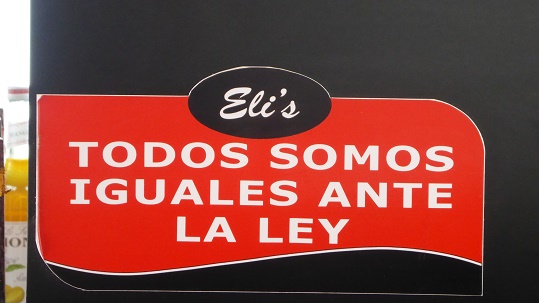 Eli's
TODOS SOMOS
IGUALES ANTE
LA LEY